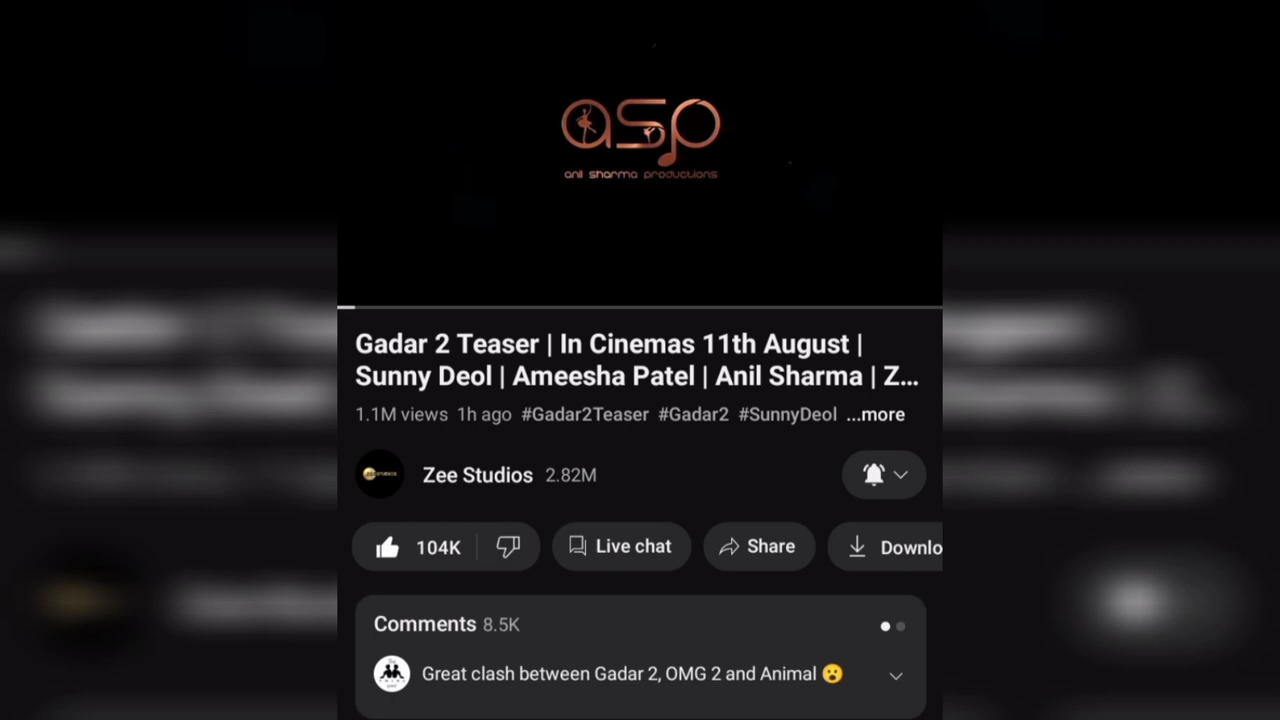 asp
anil sharma productions
Gadar 2 Teaser | In Cinemas 11th August |
Sunny Deol | Ameesha Patel | Anil Sharma | Z...
1.1M views 1h ago #Gadar2Teaser #Gadar2 #SunnyDeol ...more
Zee Studios 2.82M
104K Live chat Share Downlo
Comments 8.5K
Great clash between Gadar 2, OMG 2 and Animal 😮